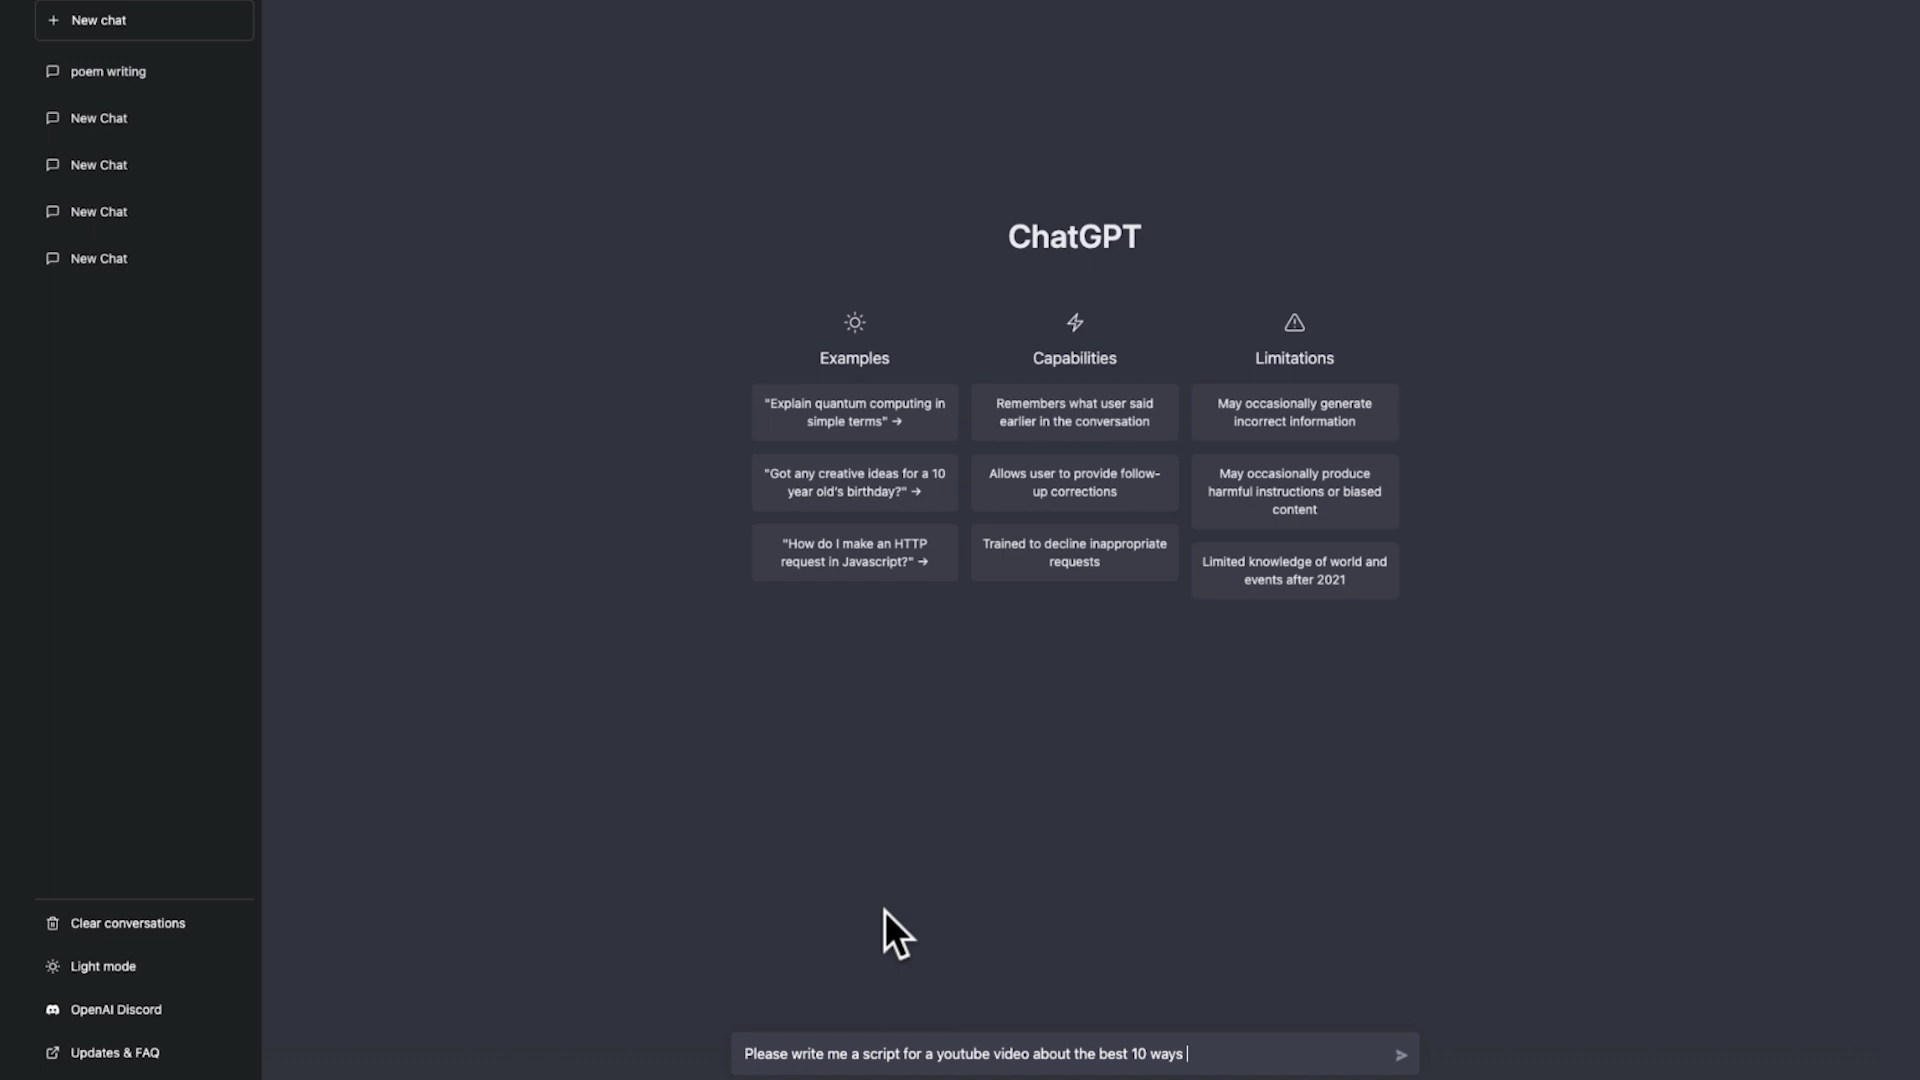 New chat
poem writing
New Chat
New Chat
New Chat
New Chat
Clear conversations
Light mode
OpenAI Discord
Updates & FAQ
ChatGPT
Examples
"Explain quantum computing in
simple terms" →
"Got any creative ideas for a 10
year old's birthday?" →
"How do I make an HTTP
request in Javascript?" →
Capabilities
Remembers what user said
earlier in the conversation
Allows user to provide follow-
up corrections
Trained to decline inappropriate
requests
Limitations
May occasionally generate
incorrect information
May occasionally produce
harmful instructions or biased
content
Limited knowledge of world and
events after 2021
Please write me a script for a youtube video about the best 10 ways